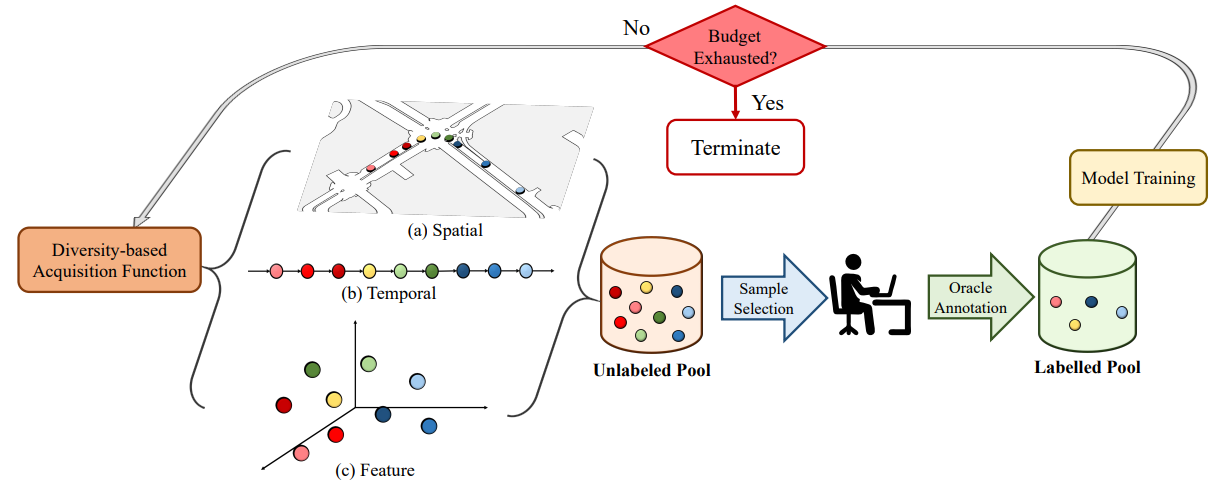 No
Budget
Exhausted?
Yes
Terminate
Model Training
(a) Spatial
Diversity-based
Acquisition Function
(b) Temporal
Sample
Selection
Oracle
Annotation
Unlabeled Pool
Labelled Pool
(c) Feature